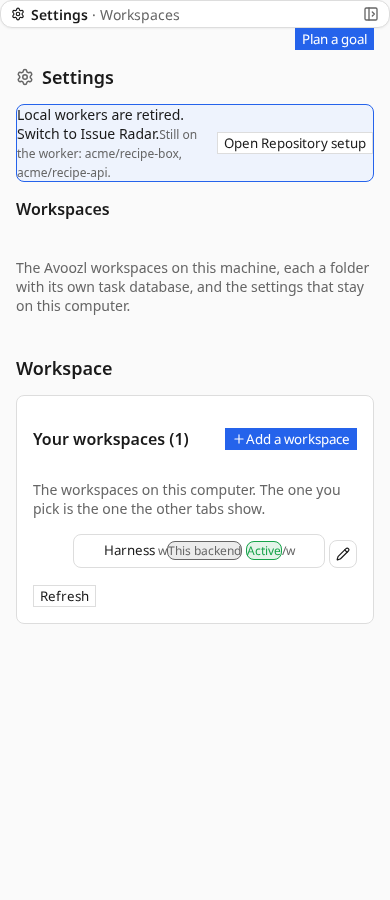 Settings · Workspaces
Plan a goal
Settings
Local workers are retired.
Switch to Issue Radar.Still on
the worker: acme/recipe-box,
acme/recipe-api.
Open Repository setup
Workspaces
The Avoozl workspaces on this machine, each a folder
with its own task database, and the settings that stay
on this computer.
Workspace
Your workspaces (1)
Add a workspace
The workspaces on this computer. The one you
pick is the one the other tabs show.
Harness w This backend Active /w
Refresh